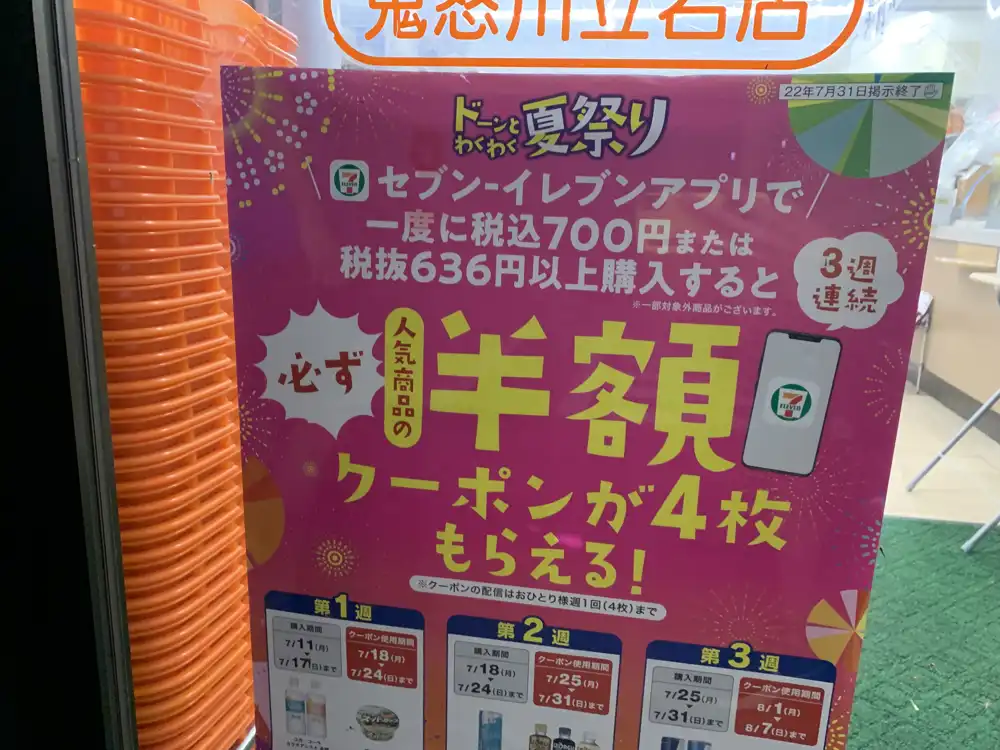 鬼怒川立岩店
22年7月31日掲示終了
ドーンと
わくわく
夏祭り
セブン-イレブンアプリで
一度に税込700円または
税抜636円以上購入すると
※一部対象外商品がございます。
3週
連続
必ず
人気商品の
半額
クーポンが4枚
もらえる!
※クーポンの配信はおひとり様週1回(4枚)まで
第1週
購入期間
7/11(月)
7/17(日)まで
クーポン使用期間
7/18(月)
7/24(日)まで
第2週
購入期間
7/18(月)
7/24(日)まで
クーポン使用期間
7/25(月)
7/31(日)まで
第3週
購入期間
7/25(月)
7/31(日)まで
クーポン使用期間
8/1(月)
8/7(日)まで